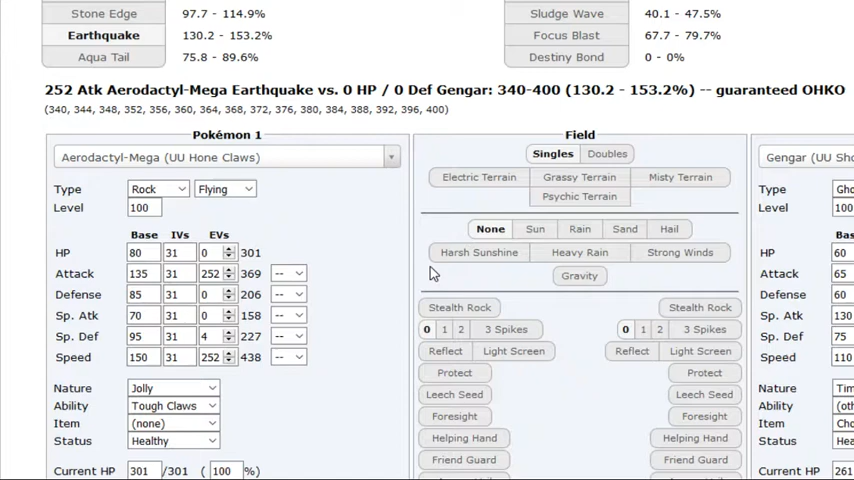 Stone Edge 97.7 - 114.9% Sludge Wave 40.1 - 47.5%
Earthquake 130.2 - 153.2% Focus Blast 67.7 - 79.7%
Aqua Tail 75.8 - 89.6% Destiny Bond 0 - 0%
252 Atk Aerodactyl-Mega Earthquake vs. 0 HP / 0 Def Gengar: 340-400 (130.2 - 153.2%) -- guaranteed OHKO
(340, 344, 348, 352, 356, 360, 364, 368, 372, 376, 380, 384, 388, 392, 396, 400)
Pokémon 1
Aerodactyl-Mega (UU Hone Claws)
Type Rock Flying
Level 100
Base IVs EVs
HP 80 31 0 301
Attack 135 31 252 369 --
Defense 85 31 0 206 --
Sp. Atk 70 31 0 158 --
Sp. Def 95 31 4 227 --
Speed 150 31 252 438 --
Nature Jolly
Ability Tough Claws
Item (none)
Status Healthy
Current HP 301 /301 ( 100 %)
Field
Singles Doubles
Electric Terrain Grassy Terrain Misty Terrain
Psychic Terrain
None Sun Rain Sand Hail
Harsh Sunshine Heavy Rain Strong Winds
Gravity
Stealth Rock Stealth Rock
0 1 2 3 Spikes 0 1 2 3 Spikes
Reflect Light Screen Reflect Light Screen
Protect Protect
Leech Seed Leech Seed
Foresight Foresight
Helping Hand Helping Hand
Friend Guard Friend Guard
Gengar (UU Sho
Type Gho
Level 100
Ba
HP 60
Attack 65
Defense 60
Sp. Atk 130
Sp. Def 75
Speed 110
Nature Tim
Ability (oth
Item Cho
Status Hea
Current HP 261